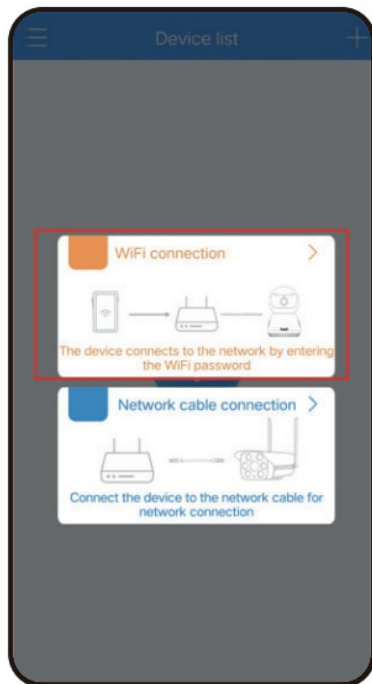 Device list
WiFi connection
The device connects to the network by entering
the WiFi password
Network cable connection
Connect the device to the network cable for
network connection